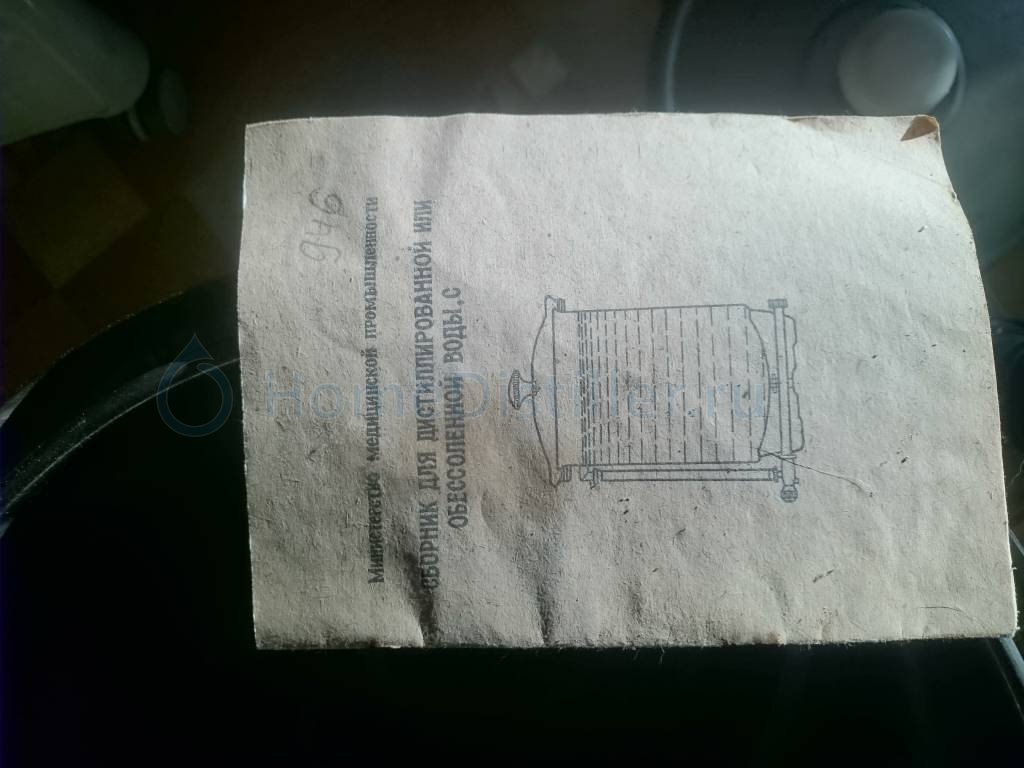 946
Министерство медицинской промышленности
СБОРНИК ДЛЯ ДИСТИЛЛИРОВАННОЙ ИЛИ
ОБЕССОЛЕННОЙ ВОДЫ, С
HomeDistiller.ru